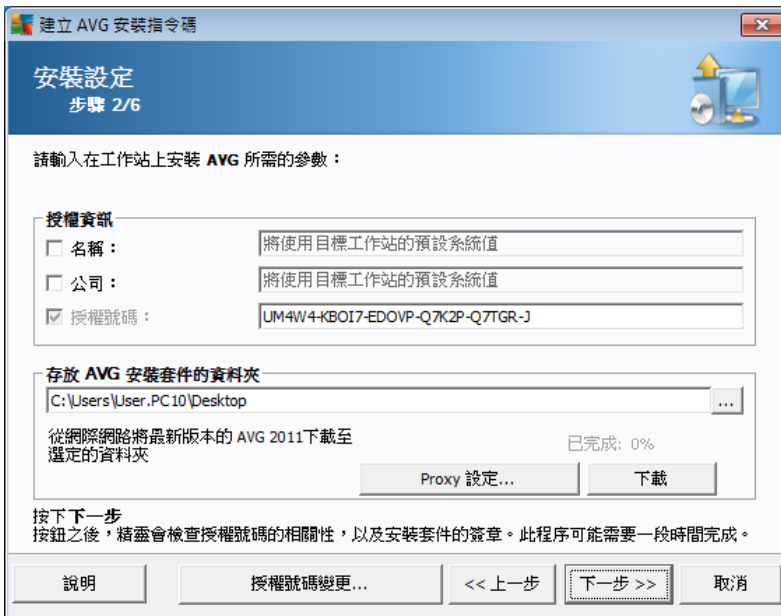 建立 AVG 安裝指令碼
安裝設定
步驟 2/6
請輸入在工作站上安裝 AVG 所需的參數：
授權資訊
名稱：
將使用目標工作站的預設系統值
公司：
將使用目標工作站的預設系統值
授權號碼：
UM4W4-KBOI7-EDOVP-Q7K2P-Q7TGR-J
存放 AVG 安裝套件的資料夾
C:\Users\User.PC10\Desktop
...
從網際網路將最新版本的 AVG 2011下載至
選定的資料夾
已完成: 0%
Proxy 設定...
下載
按下下一步
按鈕之後，精靈會檢查授權號碼的相關性，以及安裝套件的簽章。此程序可能需要一段時間完成。
說明
授權號碼變更...
<< 上一步
下一步 >>
取消